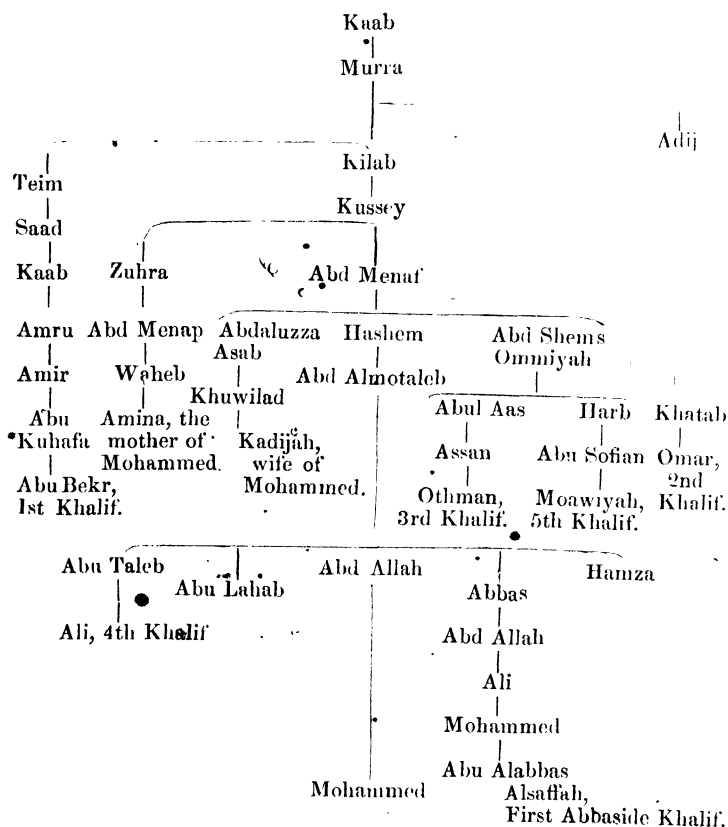 Kaab
Murra
Adij
Kilab
Teim
Kussey
Saad
Kaab Zuhra Abd Menaf
Amru Abd Menap Abdaluzza Hashem Abd Shems
Asab Ommiyah
Amir Waheb Abd Almotaleb
Khuwilad
Abu Amina, the Abul Aas Harb Khatab
Kuhafa mother of Kadijah, Assan Abu Sofian Omar,
Mohammed. wife of 2nd
Abu Bekr, Mohammed. Othman, Moawiyah, Khalif.
1st Khalif. 3rd Khalif. 5th Khalif.
Abu Taleb Abd Allah Hamza
Abu Lahab Abbas
Ali, 4th Khalif Abd Allah
Ali
Mohammed
Mohammed Abu Alabbas
Alsaffah,
First Abbaside Khalif.